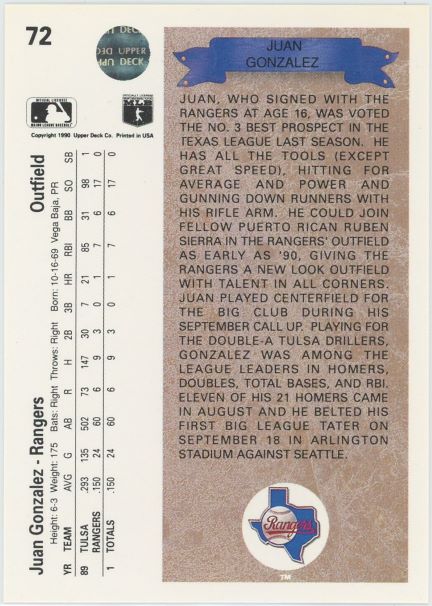 72
UPPER DECK
JUAN
GONZALEZ
JUAN, WHO SIGNED WITH THE
RANGERS AT AGE 16, WAS VOTED
THE NO. 3 BEST PROSPECT IN THE
TEXAS LEAGUE LAST SEASON. HE
HAS ALL THE TOOLS (EXCEPT
GREAT SPEED), HITTING FOR
AVERAGE AND POWER AND
GUNNING DOWN RUNNERS WITH
HIS RIFLE ARM. HE COULD JOIN
FELLOW PUERTO RICAN RUBEN
SIERRA IN THE RANGERS' OUTFIELD
AS EARLY AS '90, GIVING THE
RANGERS A NEW LOOK OUTFIELD
WITH TALENT IN ALL CORNERS.
JUAN PLAYED CENTERFIELD FOR
THE BIG CLUB DURING HIS
SEPTEMBER CALL UP. PLAYING FOR
THE DOUBLE-A TULSA DRILLERS,
GONZALEZ WAS AMONG THE
LEAGUE LEADERS IN HOMERS,
DOUBLES, TOTAL BASES, AND RBI.
ELEVEN OF HIS 21 HOMERS CAME
IN AUGUST AND HE BELTED HIS
FIRST BIG LEAGUE TATER ON
SEPTEMBER 18 IN ARLINGTON
STADIUM AGAINST SEATTLE.
Rangers
TM
Copyright 1990 Upper Deck Co. Printed in USA
Juan Gonzalez - Rangers Outfield
Height: 6-3 Weight: 175 Bats: Right Throws: Right Born: 10-16-69 Vega Baja, PR
YR TEAM AVG G AB R H 2B 3B HR RBI BB SO SB
89 TULSA .293 135 502 73 147 30 7 21 85 31 98 1
RANGERS .150 24 60 6 9 3 0 1 7 6 17 0
1 TOTALS .150 24 60 6 9 3 0 1 7 6 17 0